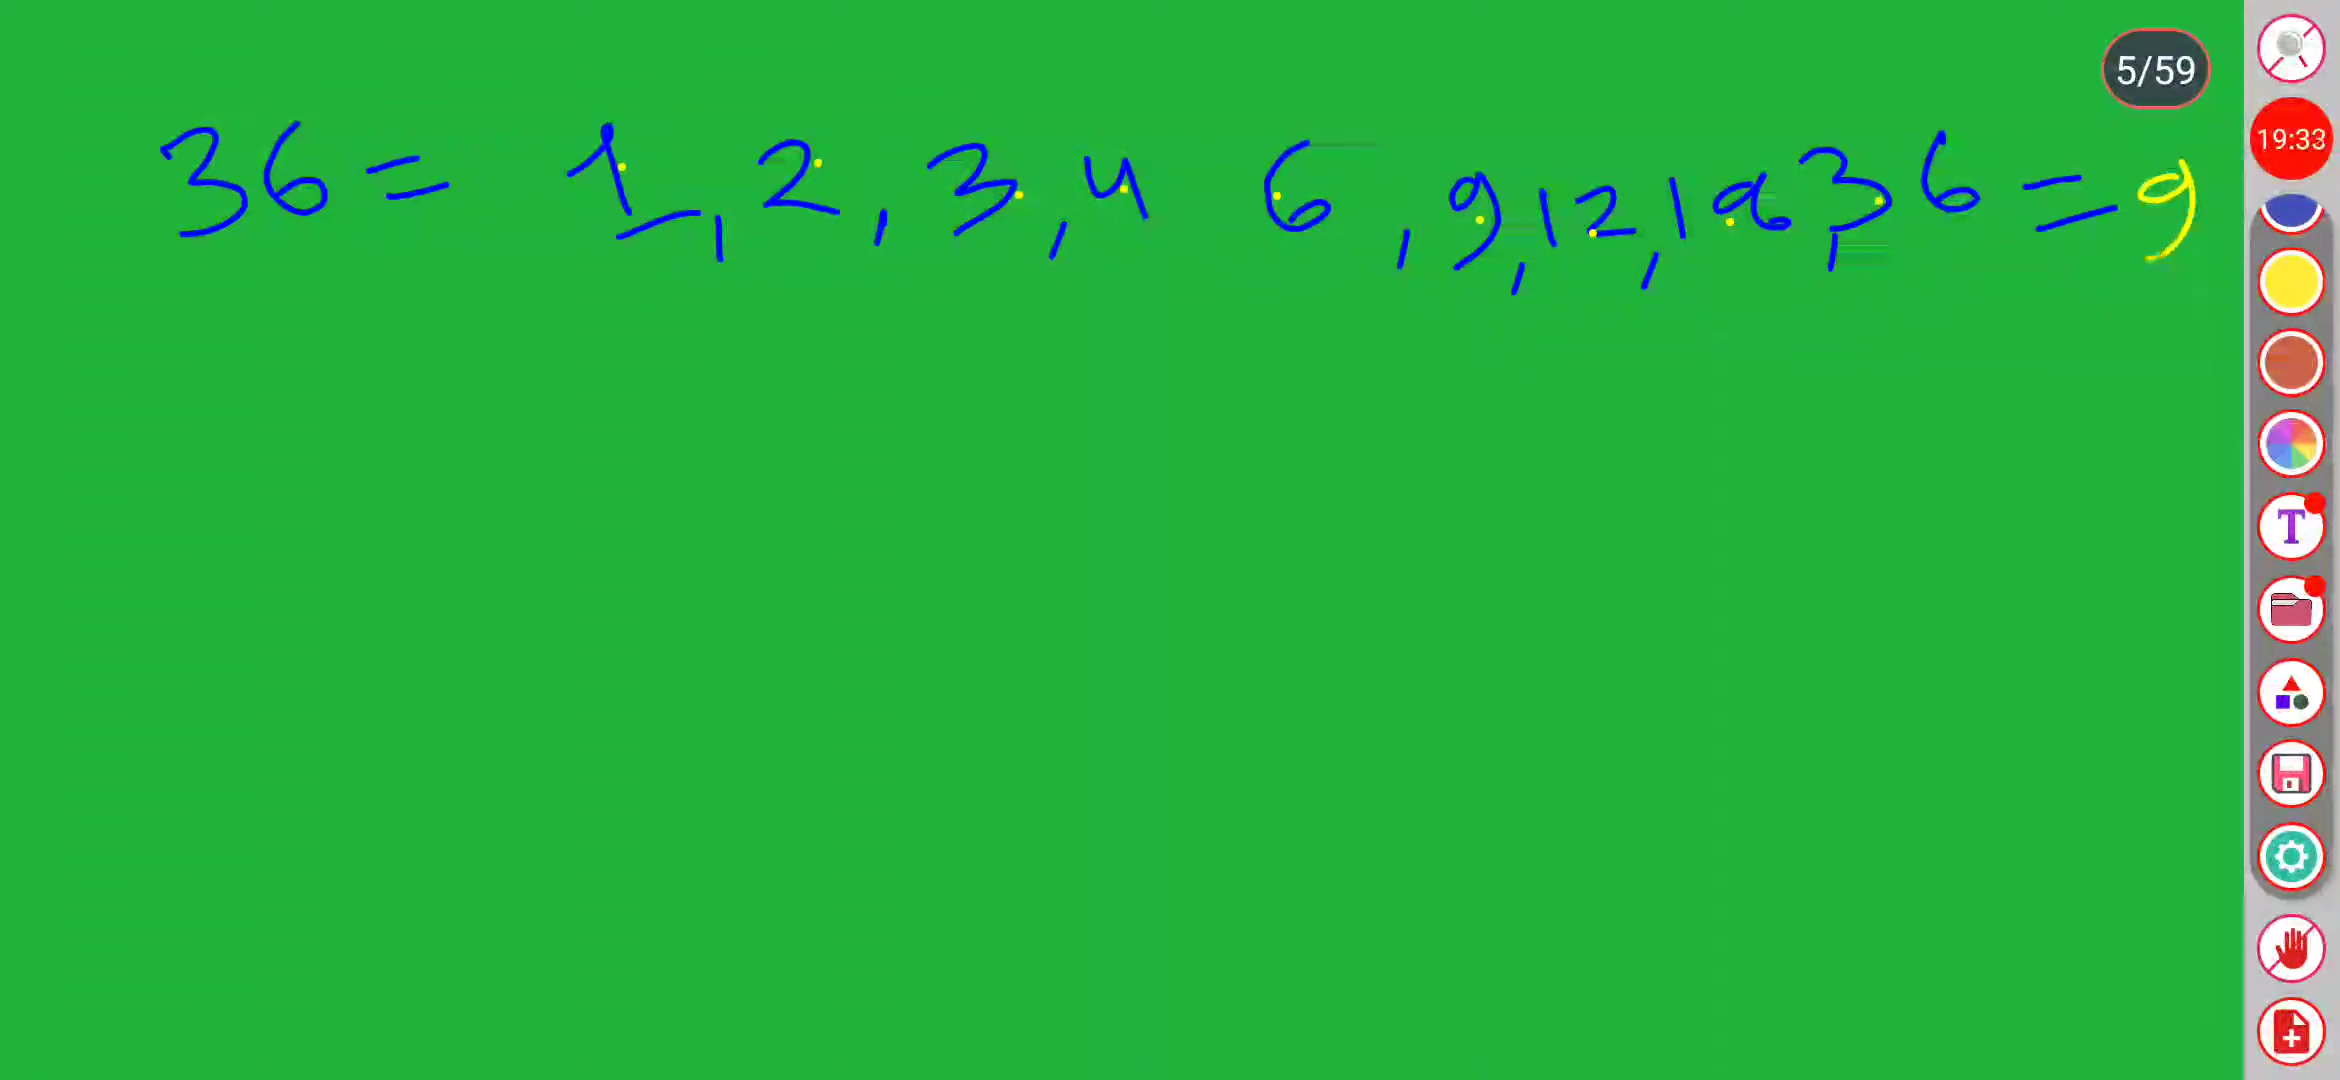 5/59
19:33
36 = 1, 2, 3, 4 6, 9, 12, 18, 36 = 9
T